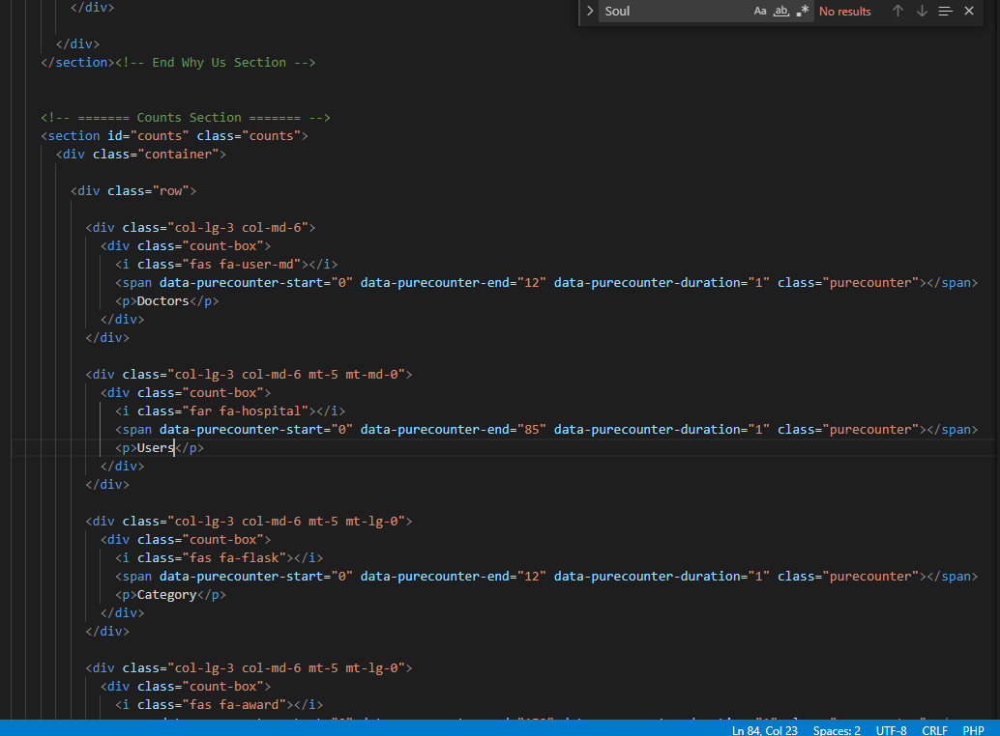 </div>
Soul
Aa
ab
.*
No results
</div>
</section><!-- End Why Us Section -->
<!-- ======= Counts Section ======= -->
<section id="counts" class="counts">
<div class="container">
<div class="row">
<div class="col-lg-3 col-md-6">
<div class="count-box">
<i class="fas fa-user-md"></i>
<span data-purecounter-start="0" data-purecounter-end="12" data-purecounter-duration="1" class="purecounter"></span>
<p>Doctors</p>
</div>
</div>
<div class="col-lg-3 col-md-6 mt-5 mt-md-0">
<div class="count-box">
<i class="far fa-hospital"></i>
<span data-purecounter-start="0" data-purecounter-end="85" data-purecounter-duration="1" class="purecounter"></span>
<p>Users</p>
</div>
</div>
<div class="col-lg-3 col-md-6 mt-5 mt-lg-0">
<div class="count-box">
<i class="fas fa-flask"></i>
<span data-purecounter-start="0" data-purecounter-end="12" data-purecounter-duration="1" class="purecounter"></span>
<p>Category</p>
</div>
</div>
<div class="col-lg-3 col-md-6 mt-5 mt-lg-0">
<div class="count-box">
<i class="fas fa-award"></i>
Ln 84, Col 23 Spaces: 2 UTF-8 CRLF PHP